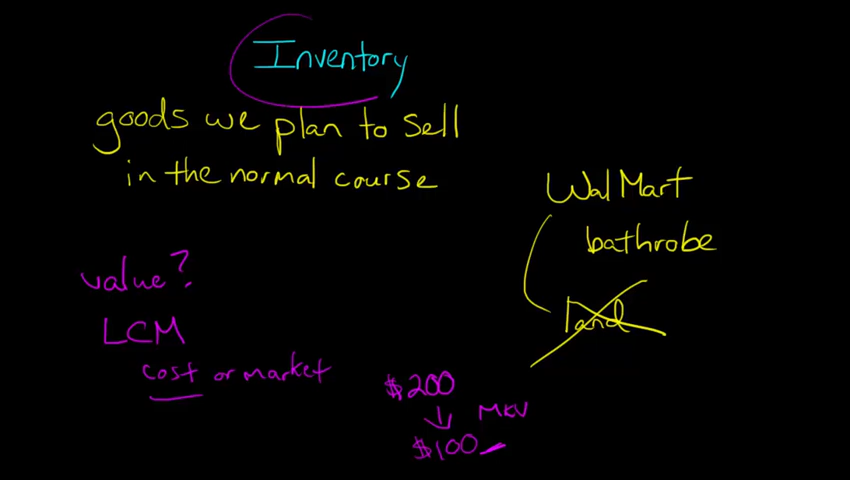 Inventory
goods we plan to sell
in the normal course
WalMart
bathrobe
land
value?
LCM
cost or market
$200
MKV
$100